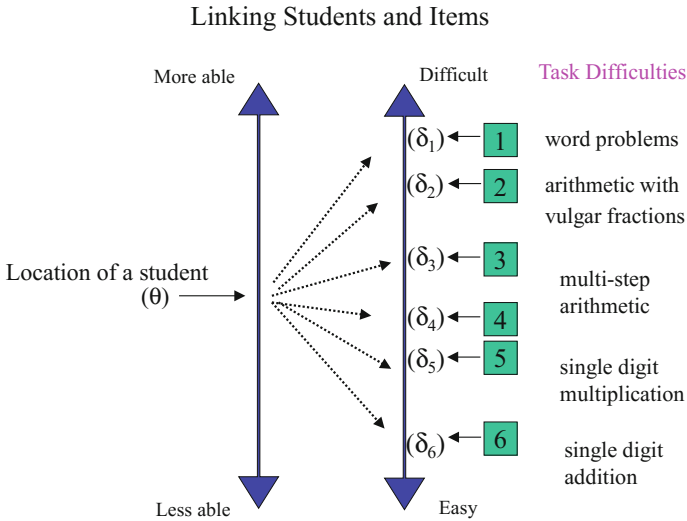 Linking Students and Items
More able
Difficult
Task Difficulties
(δ1)
1
word problems
(δ2)
2
arithmetic with
vulgar fractions
(δ3)
3
Location of a student
(θ)
multi-step
arithmetic
(δ4)
4
(δ5)
5
single digit
multiplication
(δ6)
6
single digit
addition
Less able
Easy